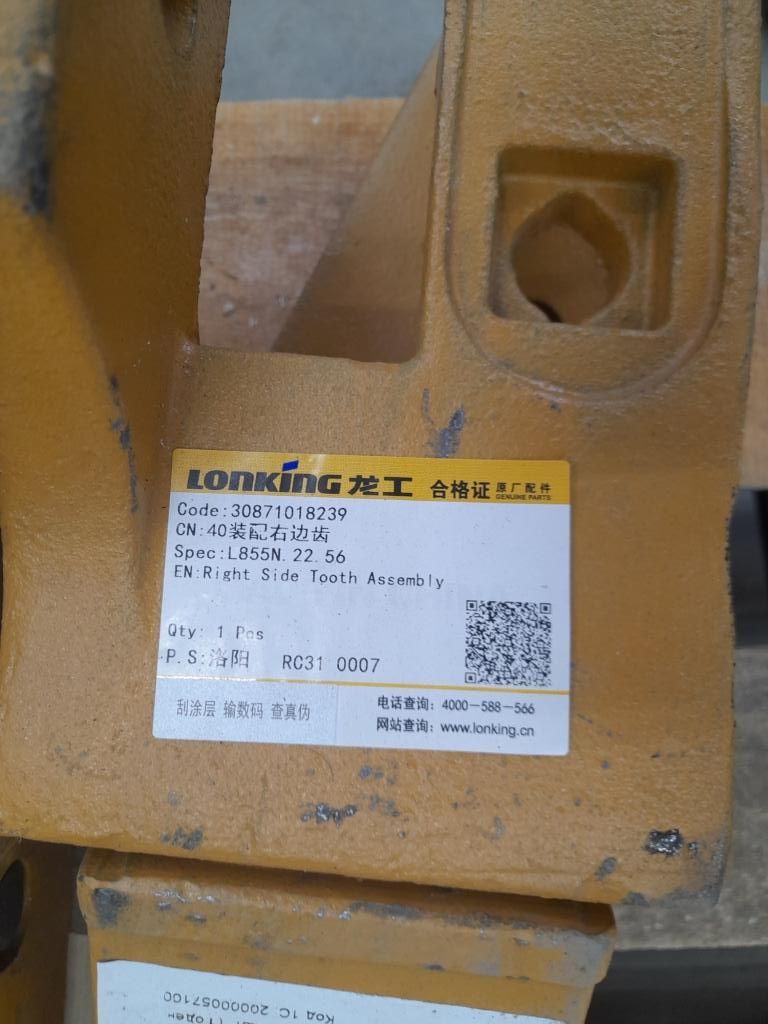 LONKING 龙工 合格证 原厂配件
GENUINE PARTS
Code:30871018239
CN:40装配右边齿
Spec:L855N.22.56
EN:Right Side Tooth Assembly
Qty: 1 Pcs
P.S:洛阳 RC31 0007
刮涂层 输数码 查真伪
电话查询: 4000-588-566
网站查询: www.lonking.cn
Код 1С: 20000057100